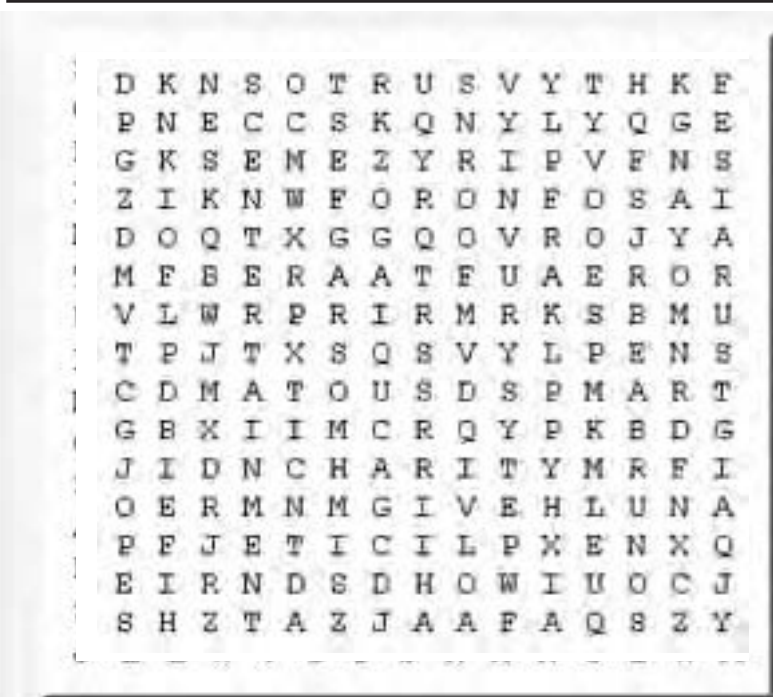 D K N S O T R U S V Y T H K F
P N E C C S K Q N Y L Y Q G E
G K S E M E Z Y R I P V F N S
Z I K N W F O R O N F O S A I
D O Q T X G G Q O V R O J Y A
M F B E R A A T F U A E R O R
V L W R P R I R M R K S B M U
T P J T X S Q S V Y L P E N S
C D M A T O U S D S P M A R T
G B X I I M C R Q Y P K B D G
J I D N C H A R I T Y M R F I
O E R M N M G I V E H L U N A
P F J E T I C I L P X E N X Q
E I R N D S D H O W I U O C J
S H Z T A Z J A A F A Q S Z Y